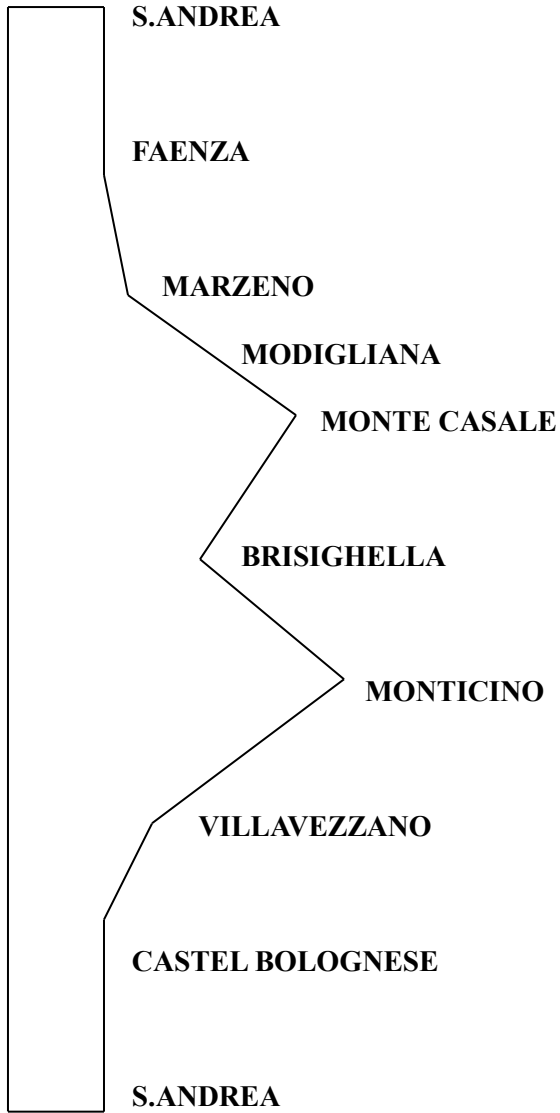 S.ANDREA
FAENZA
MARZENO
MODIGLIANA
MONTE CASALE
BRISIGHELLA
MONTICINO
VILLAVEZZANO
CASTEL BOLOGNESE
S.ANDREA